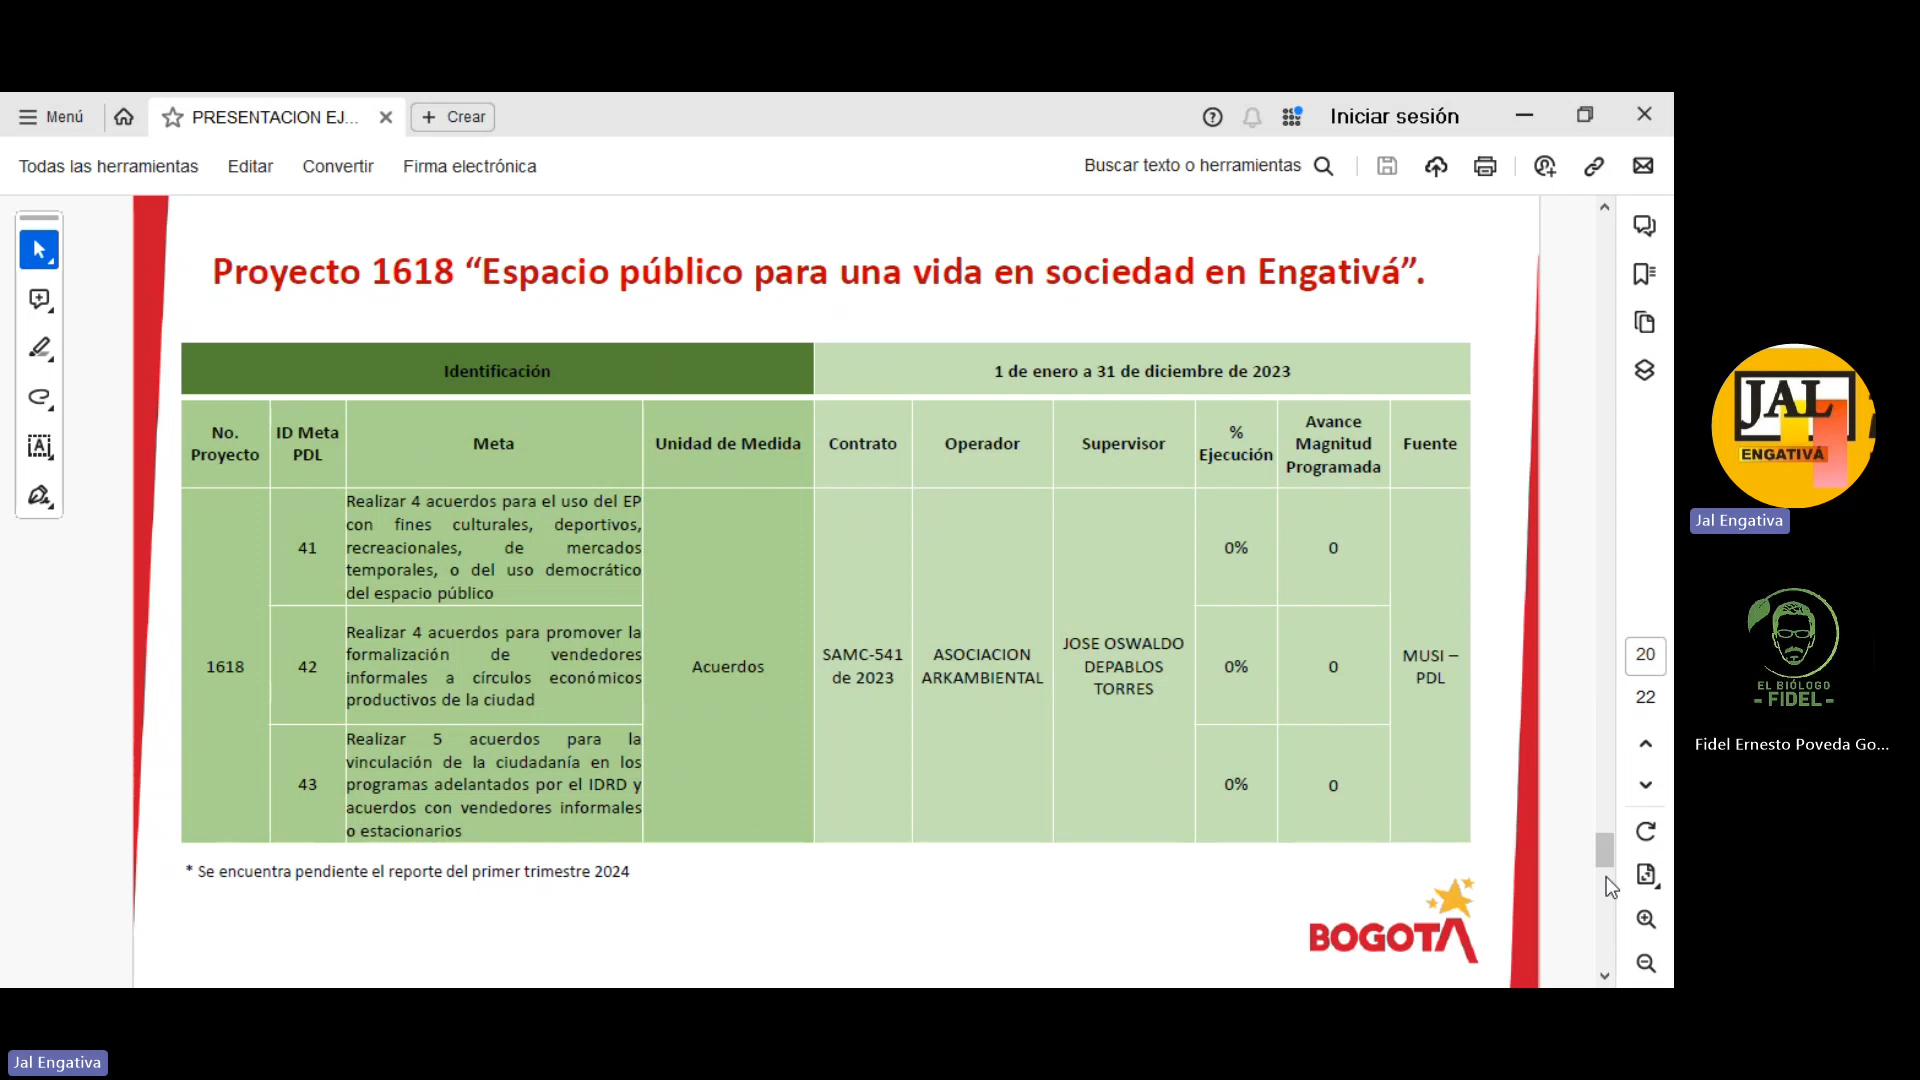 Menú
PRESENTACION EJ...
Crear
Iniciar sesión
Todas las herramientas
Editar
Convertir
Firma electrónica
Buscar texto o herramientas
Proyecto 1618 “Espacio público para una vida en sociedad en Engativá”.
Identificación
1 de enero a 31 de diciembre de 2023
No.
Proyecto
ID Meta
PDL
Meta
Unidad de Medida
Contrato
Operador
Supervisor
%
Ejecución
Avance
Magnitud
Programada
Fuente
1618
41
Realizar 4 acuerdos para el uso del EP
con fines culturales, deportivos,
recreacionales, de mercados
temporales, o del uso democrático
del espacio público
Acuerdos
SAMC-541
de 2023
ASOCIACION
ARKAMBIENTAL
JOSE OSWALDO
DEPABLOS
TORRES
0%
0
MUSI –
PDL
42
Realizar 4 acuerdos para promover la
formalización de vendedores
informales a círculos económicos
productivos de la ciudad
0%
0
43
Realizar 5 acuerdos para la
vinculación de la ciudadanía en los
programas adelantados por el IDRD y
acuerdos con vendedores informales
o estacionarios
0%
0
* Se encuentra pendiente el reporte del primer trimestre 2024
BOGOTA
20
22
JAL
ENGATIVÁ
Jal Engativa
EL BIÓLOGO
- FIDEL -
Fidel Ernesto Poveda Go...
Jal Engativa